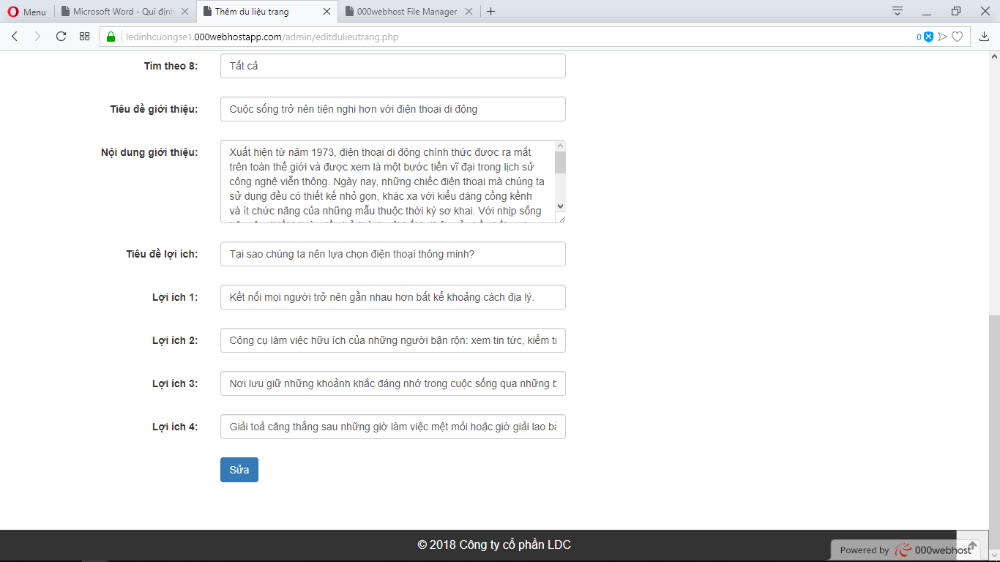 Menu
Microsoft Word - Qui định
Thêm du liệu trang
000webhost File Manager
ledinhcuongse1.000webhostapp.com/admin/editdulieutrang.php
0
Tìm theo 8:
Tất cả
Tiêu đề giới thiệu:
Cuộc sống trở nên tiện nghi hơn với điện thoại di động
Nội dung giới thiệu:
Xuất hiện từ năm 1973, điện thoại di động chính thức được ra mắt
trên toàn thế giới và được xem là một bước tiến vĩ đại trong lịch sử
công nghệ viễn thông. Ngày nay, những chiếc điện thoại mà chúng ta
sử dụng đều có thiết kế nhỏ gọn, khác xa với kiểu dáng cồng kềnh
và ít chức năng của những mẫu thuộc thời kỳ sơ khai. Với nhịp sống
Tiêu đề lợi ích:
Tại sao chúng ta nên lựa chọn điện thoại thông minh?
Lợi ích 1:
Kết nối mọi người trở nên gần nhau hơn bất kể khoảng cách địa lý.
Lợi ích 2:
Công cụ làm việc hữu ích của những người bận rộn: xem tin tức, kiểm
Lợi ích 3:
Nơi lưu giữ những khoảnh khắc đáng nhớ trong cuộc sống qua những
Lợi ích 4:
Giải toả căng thẳng sau những giờ làm việc mệt mỏi hoặc giờ giải lao
Sửa
© 2018 Công ty cổ phần LDC
Powered by 000webhost